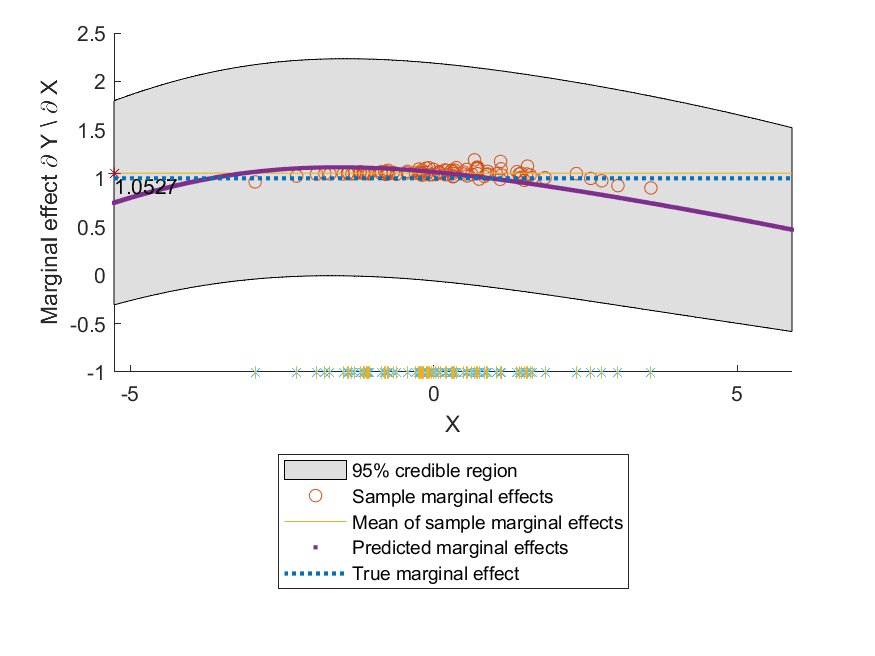 2.5
2
1.5
1
0.5
0
-0.5
-1
Marginal effect ∂ Y \ ∂ X
1.0527
-5
0
5
X
95% credible region
Sample marginal effects
Mean of sample marginal effects
Predicted marginal effects
True marginal effect